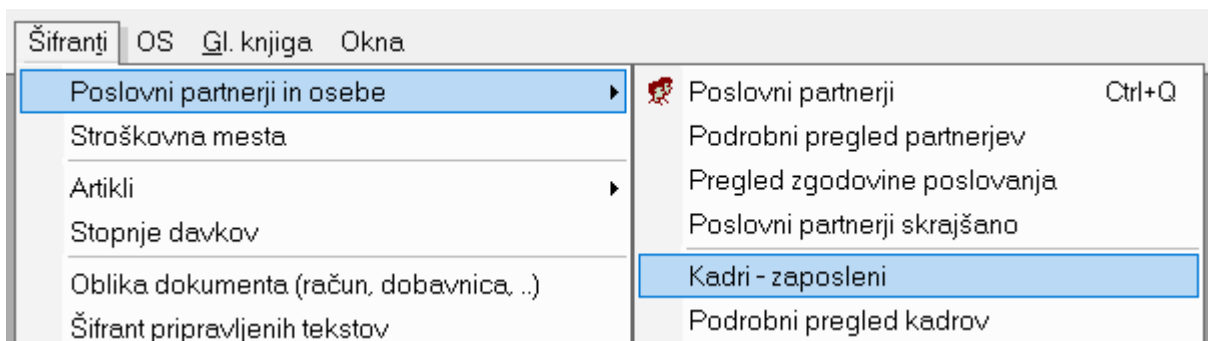 Šifranti OS Gl. knjiga Okna
Poslovni partnerji in osebe
Stroškovna mesta
Artikli
Stopnje davkov
Oblika dokumenta (račun, dobavnica, ..)
Šifrant pripravljenih tekstov
Poslovni partnerji Ctrl+Q
Podrobni pregled partnerjev
Pregled zgodovine poslovanja
Poslovni partnerji skrajšano
Kadri - zaposleni
Podrobni pregled kadrov